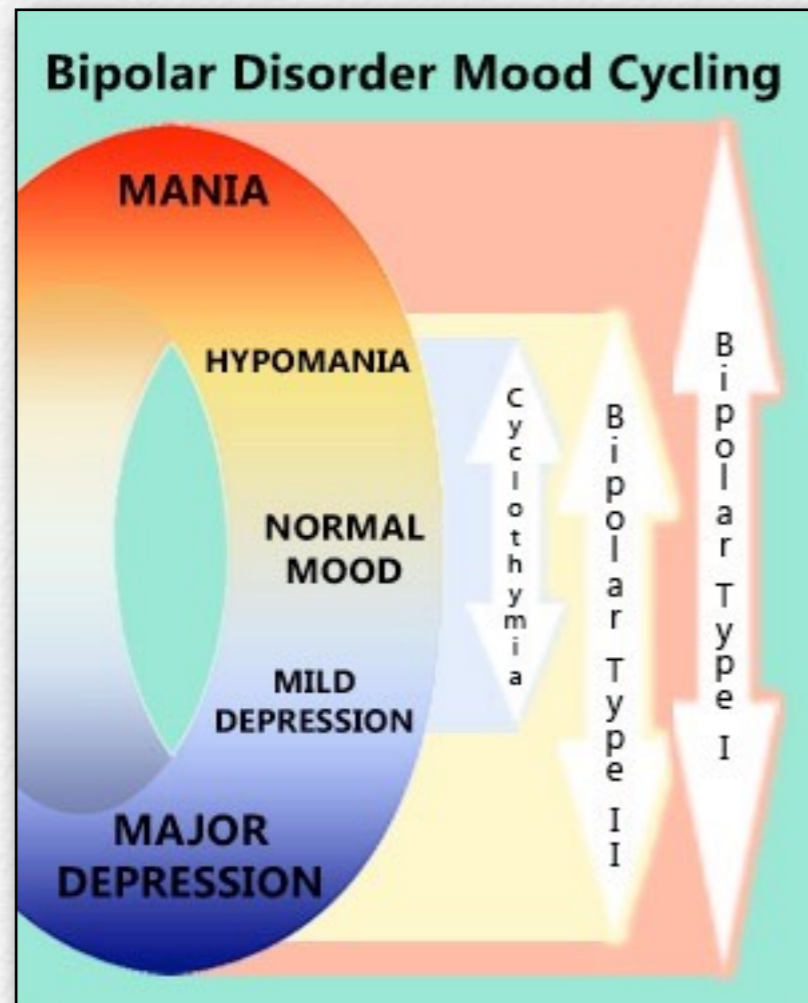 Bipolar Disorder Mood Cycling
MANIA
HYPOMANIA
NORMAL
MOOD
MILD
DEPRESSION
MAJOR
DEPRESSION
Cyclothymia
Bipolar Type II
Bipolar Type I